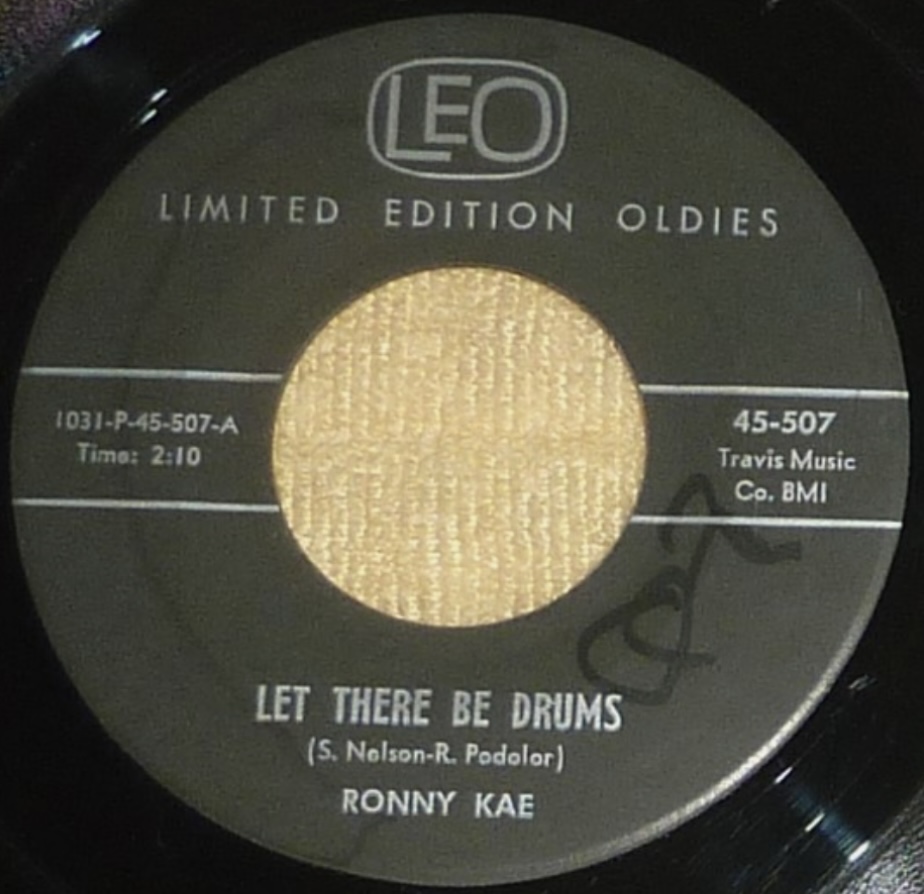 LEO
LIMITED EDITION OLDIES
1031-P-45-507-A
Time: 2:10
45-507
Travis Music
Co. BMI
LET THERE BE DRUMS
(S. Nelson-R. Podolor)
RONNY KAE